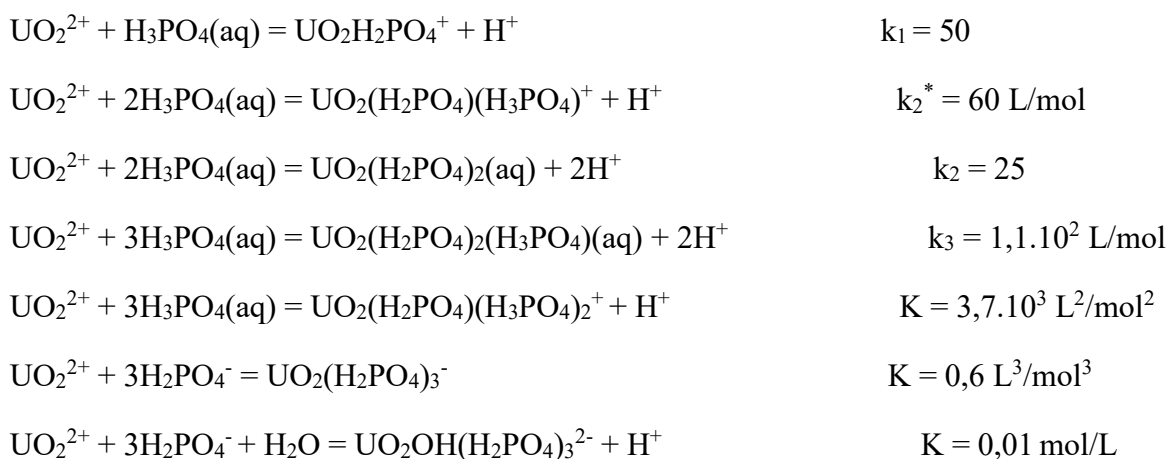 UO₂²⁺ + H₃PO₄(aq) = UO₂H₂PO₄⁺ + H⁺ k₁ = 50
UO₂²⁺ + 2H₃PO₄(aq) = UO₂(H₂PO₄)(H₃PO₄)⁺ + H⁺ k₂* = 60 L/mol
UO₂²⁺ + 2H₃PO₄(aq) = UO₂(H₂PO₄)₂(aq) + 2H⁺ k₂ = 25
UO₂²⁺ + 3H₃PO₄(aq) = UO₂(H₂PO₄)₂(H₃PO₄)(aq) + 2H⁺ k₃ = 1,1.10² L/mol
UO₂²⁺ + 3H₃PO₄(aq) = UO₂(H₂PO₄)(H₃PO₄)₂⁺ + H⁺ K = 3,7.10³ L²/mol²
UO₂²⁺ + 3H₂PO₄⁻ = UO₂(H₂PO₄)₃⁻ K = 0,6 L³/mol³
UO₂²⁺ + 3H₂PO₄⁻ + H₂O = UO₂OH(H₂PO₄)₃²⁻ + H⁺ K = 0,01 mol/L